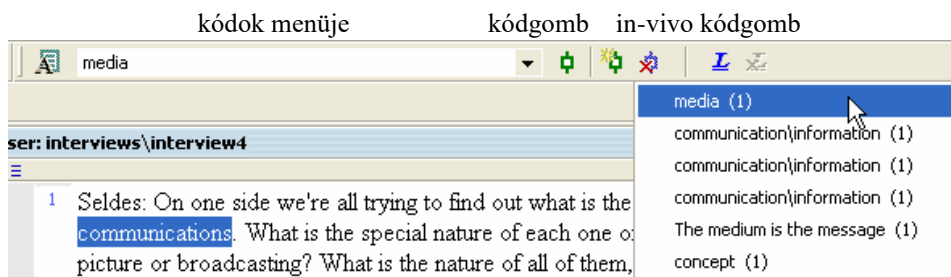 kódok menüje kódgomb in-vivo kódgomb
media
L
ser: interviews\interview4
1 Seldes: On one side we're all trying to find out what is the
communications. What is the special nature of each one o
picture or broadcasting? What is the nature of all of them,
media (1)
communication\information (1)
communication\information (1)
communication\information (1)
The medium is the message (1)
concept (1)